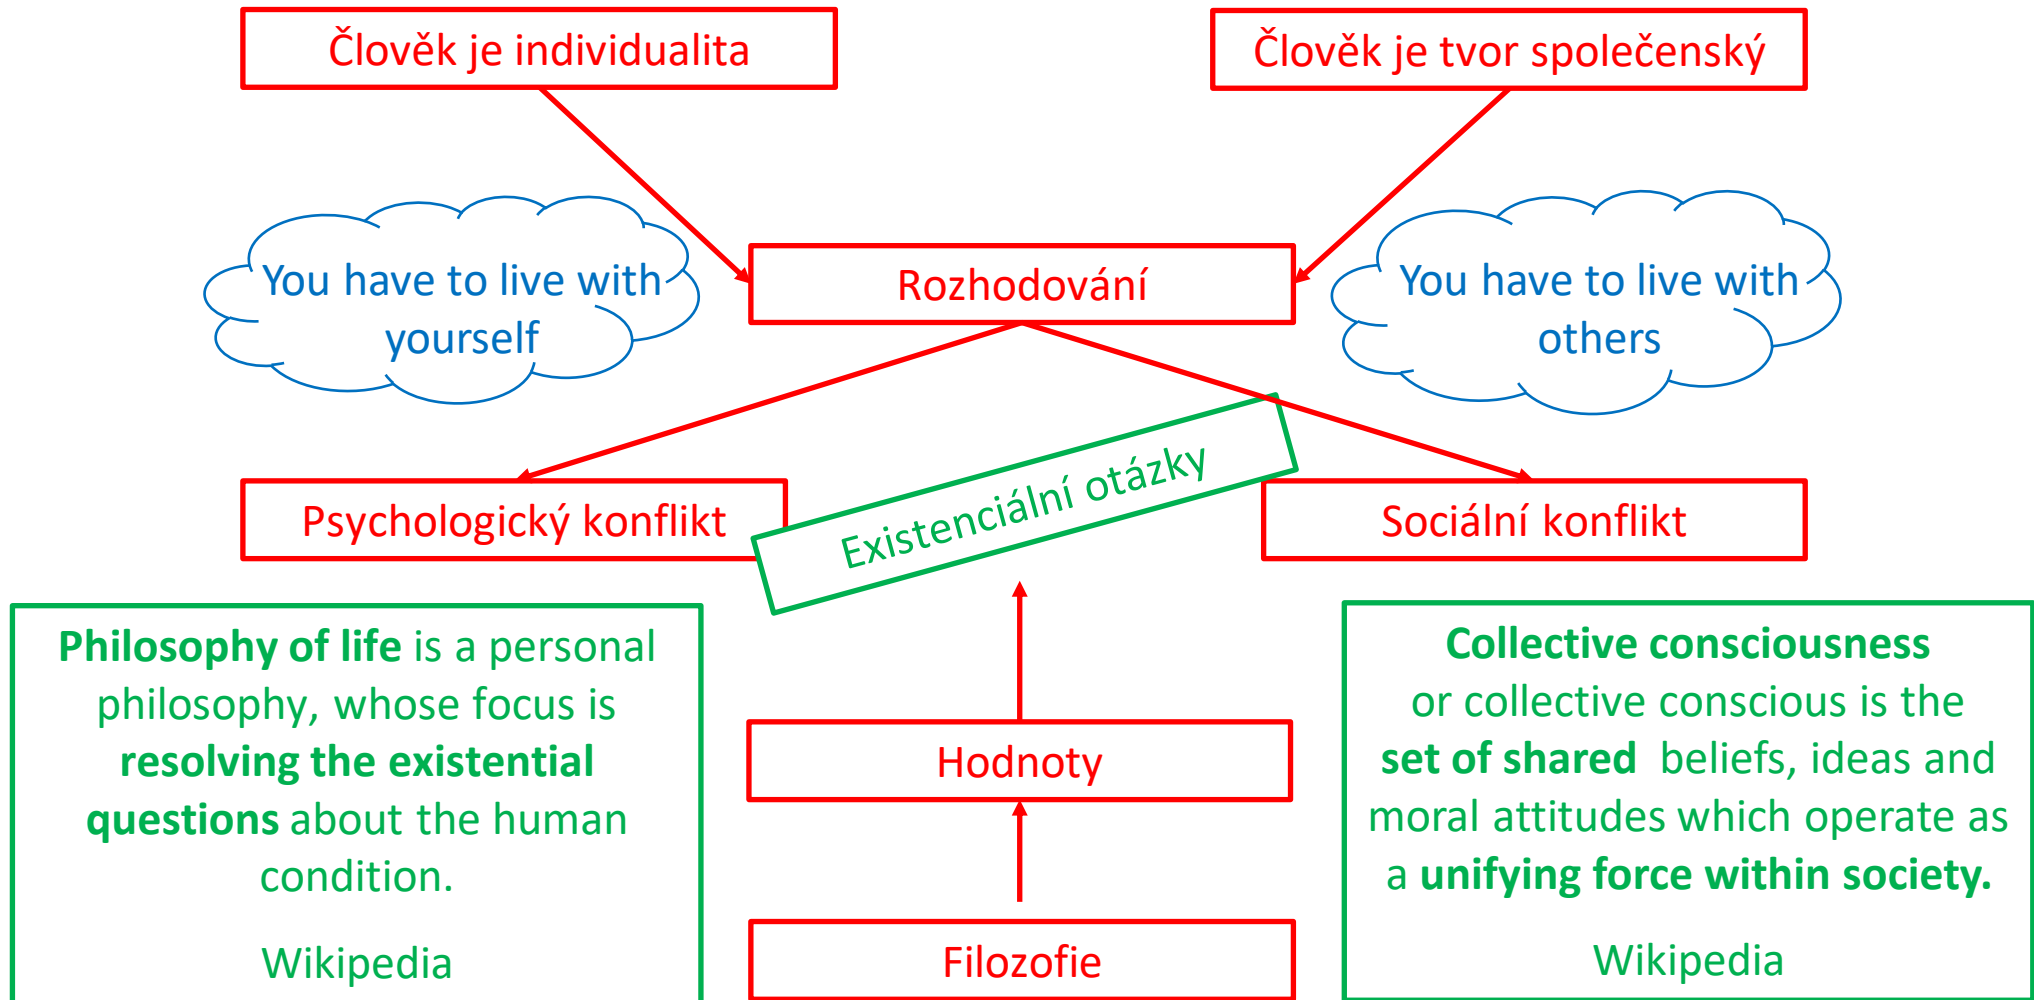 Člověk je individualita
Člověk je tvor společenský
You have to live with
yourself
Rozhodování
You have to live with
others
Existenciální otázky
Psychologický konflikt
Sociální konflikt
Philosophy of life is a personal
philosophy, whose focus is
resolving the existential
questions about the human
condition.
Wikipedia
Hodnoty
Filozofie
Collective consciousness
or collective conscious is the
set of shared beliefs, ideas and
moral attitudes which operate as
a unifying force within society.
Wikipedia